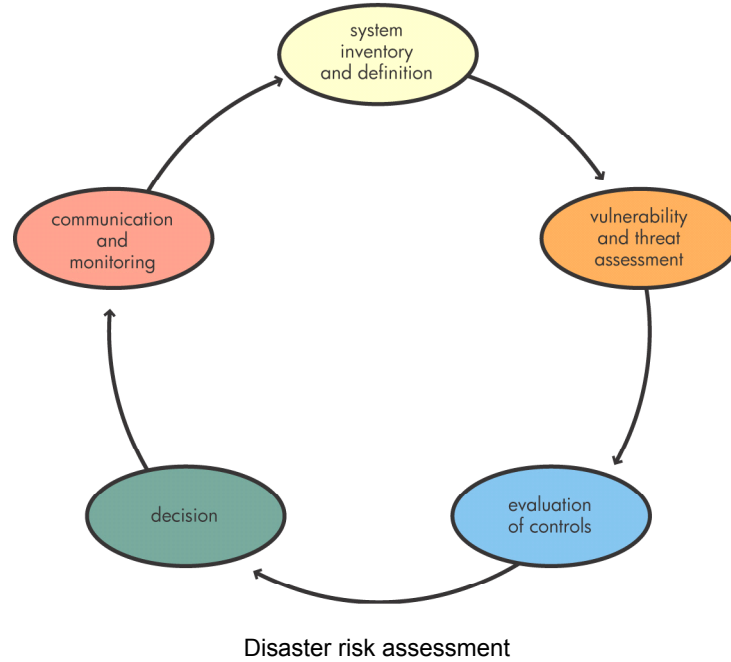 system
inventory
and definition
vulnerability
and threat
assessment
evaluation
of controls
decision
communication
and
monitoring
Disaster risk assessment